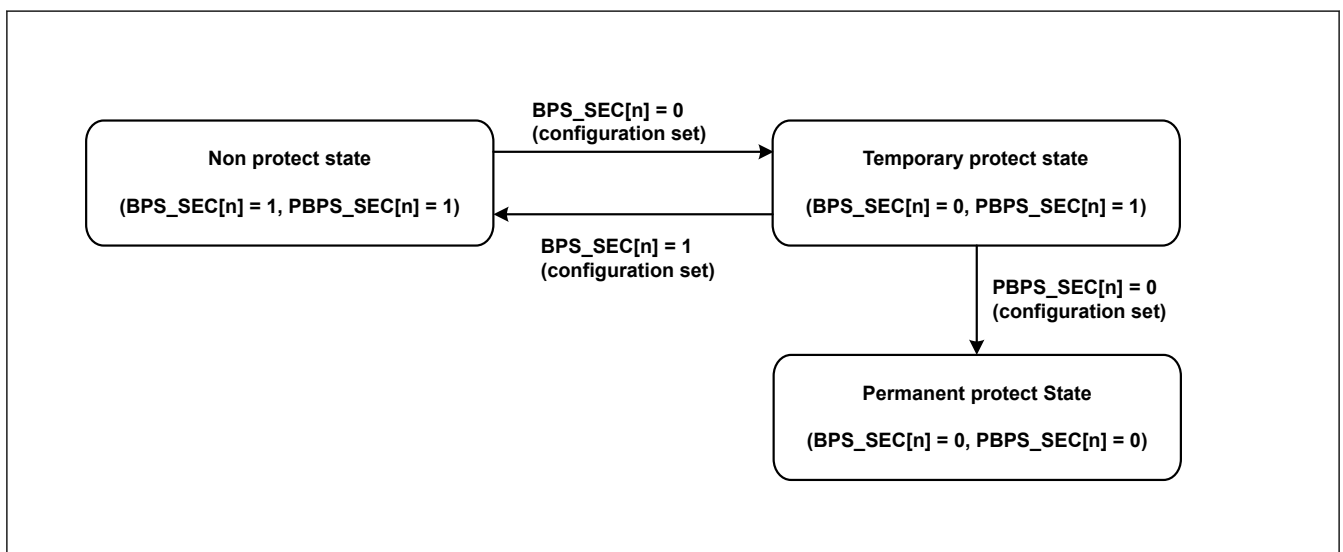 BPS_SEC[n] = 0
(configuration set)
Non protect state
(BPS_SEC[n] = 1, PBPS_SEC[n] = 1)
Temporary protect state
(BPS_SEC[n] = 0, PBPS_SEC[n] = 1)
BPS_SEC[n] = 1
(configuration set)
PBPS_SEC[n] = 0
(configuration set)
Permanent protect State
(BPS_SEC[n] = 0, PBPS_SEC[n] = 0)